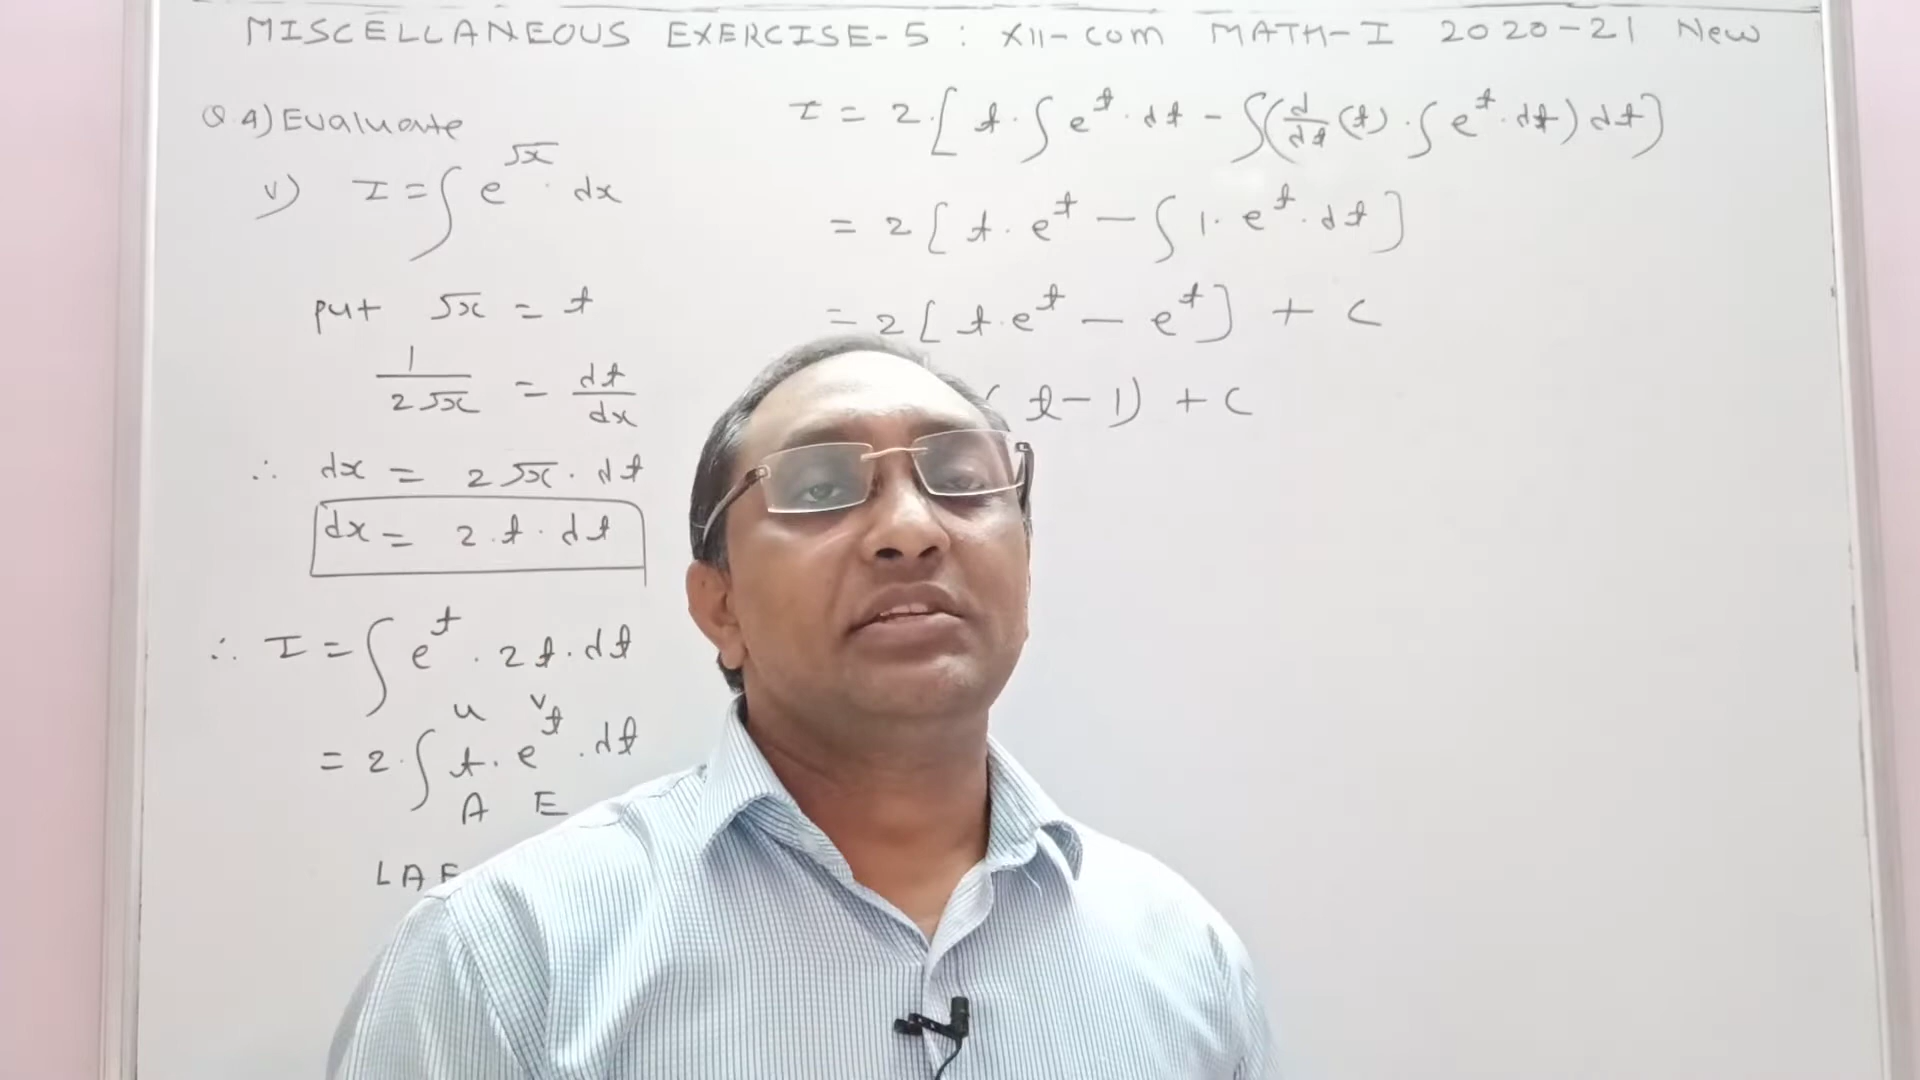 MISCELLANEOUS EXERCISE-5 : XII-COM MATH-I 2020-21 New
Q.4) Evaluate
v) I = ∫ e^√x · dx
put √x = t
1/(2√x) = dt/dx
∴ dx = 2√x · dt
dx = 2 · t · dt
∴ I = ∫ e^t · 2t · dt
u v
= 2 · ∫ t · e^t · dt
A E
LAE
I = 2 · [ t · ∫ e^t · dt - ∫ ( d/dt (t) · ∫ e^t · dt ) dt ]
= 2 [ t · e^t - ∫ 1 · e^t · dt ]
= 2 [ t · e^t - e^t ] + c
( t - 1 ) + c